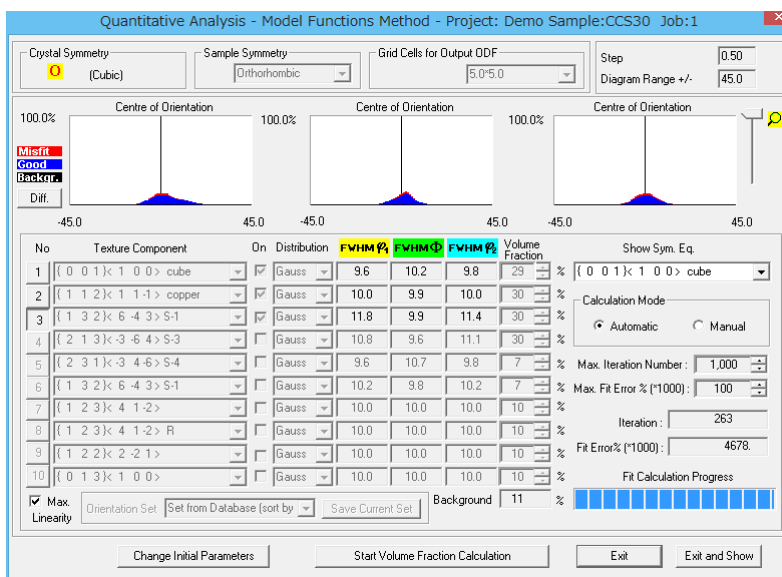 Quantitative Analysis - Model Functions Method - Project: Demo Sample:CCS30 Job:1
Crystal Symmetry
O (Cubic)
Sample Symmetry
Orthorhombic
Grid Cells for Output ODF
5.0*5.0
Step 0.50
Diagram Range +/- 45.0
Centre of Orientation Centre of Orientation Centre of Orientation
100.0% 100.0% 100.0%
Misfit
Good
Backgr.
Diff.
-45.0 45.0 -45.0 45.0 -45.0 45.0
No Texture Component On Distribution FWHM φ1 FWHM Φ FWHM φ2 Volume Fraction
1 { 0 0 1}< 1 0 0> cube Gauss 9.6 10.2 9.8 29 %
2 { 1 1 2}< 1 1 -1> copper Gauss 10.0 9.9 10.0 30 %
3 { 1 3 2}< 6 -4 3> S-1 Gauss 11.8 9.9 11.4 30 %
4 { 2 1 3}< -3 -6 4> S-3 Gauss 10.8 9.6 11.1 30 %
5 { 2 3 1}< -3 4 -6> S-4 Gauss 9.6 10.7 9.8 7 %
6 { 1 3 2}< 6 -4 3> S-1 Gauss 10.2 9.8 10.2 7 %
7 { 1 2 3}< 4 1 -2> Gauss 10.0 10.0 10.0 10 %
8 { 1 2 3}< 4 1 -2> R Gauss 10.0 10.0 10.0 10 %
9 { 1 2 2}< 2 -2 1> Gauss 10.0 10.0 10.0 10 %
10 { 0 1 3}< 1 0 0> Gauss 10.0 10.0 10.0 10 %
Max. Linearity
Orientation Set Set from Database (sort by
Save Current Set
Background 11 %
Show Sym. Eq.
{ 0 0 1}< 1 0 0> cube
Calculation Mode
Automatic Manual
Max. Iteration Number : 1,000
Max. Fit Error % (*1000) : 100
Iteration : 263
Fit Error% (*1000) : 4678.
Fit Calculation Progress
Change Initial Parameters Start Volume Fraction Calculation Exit Exit and Show